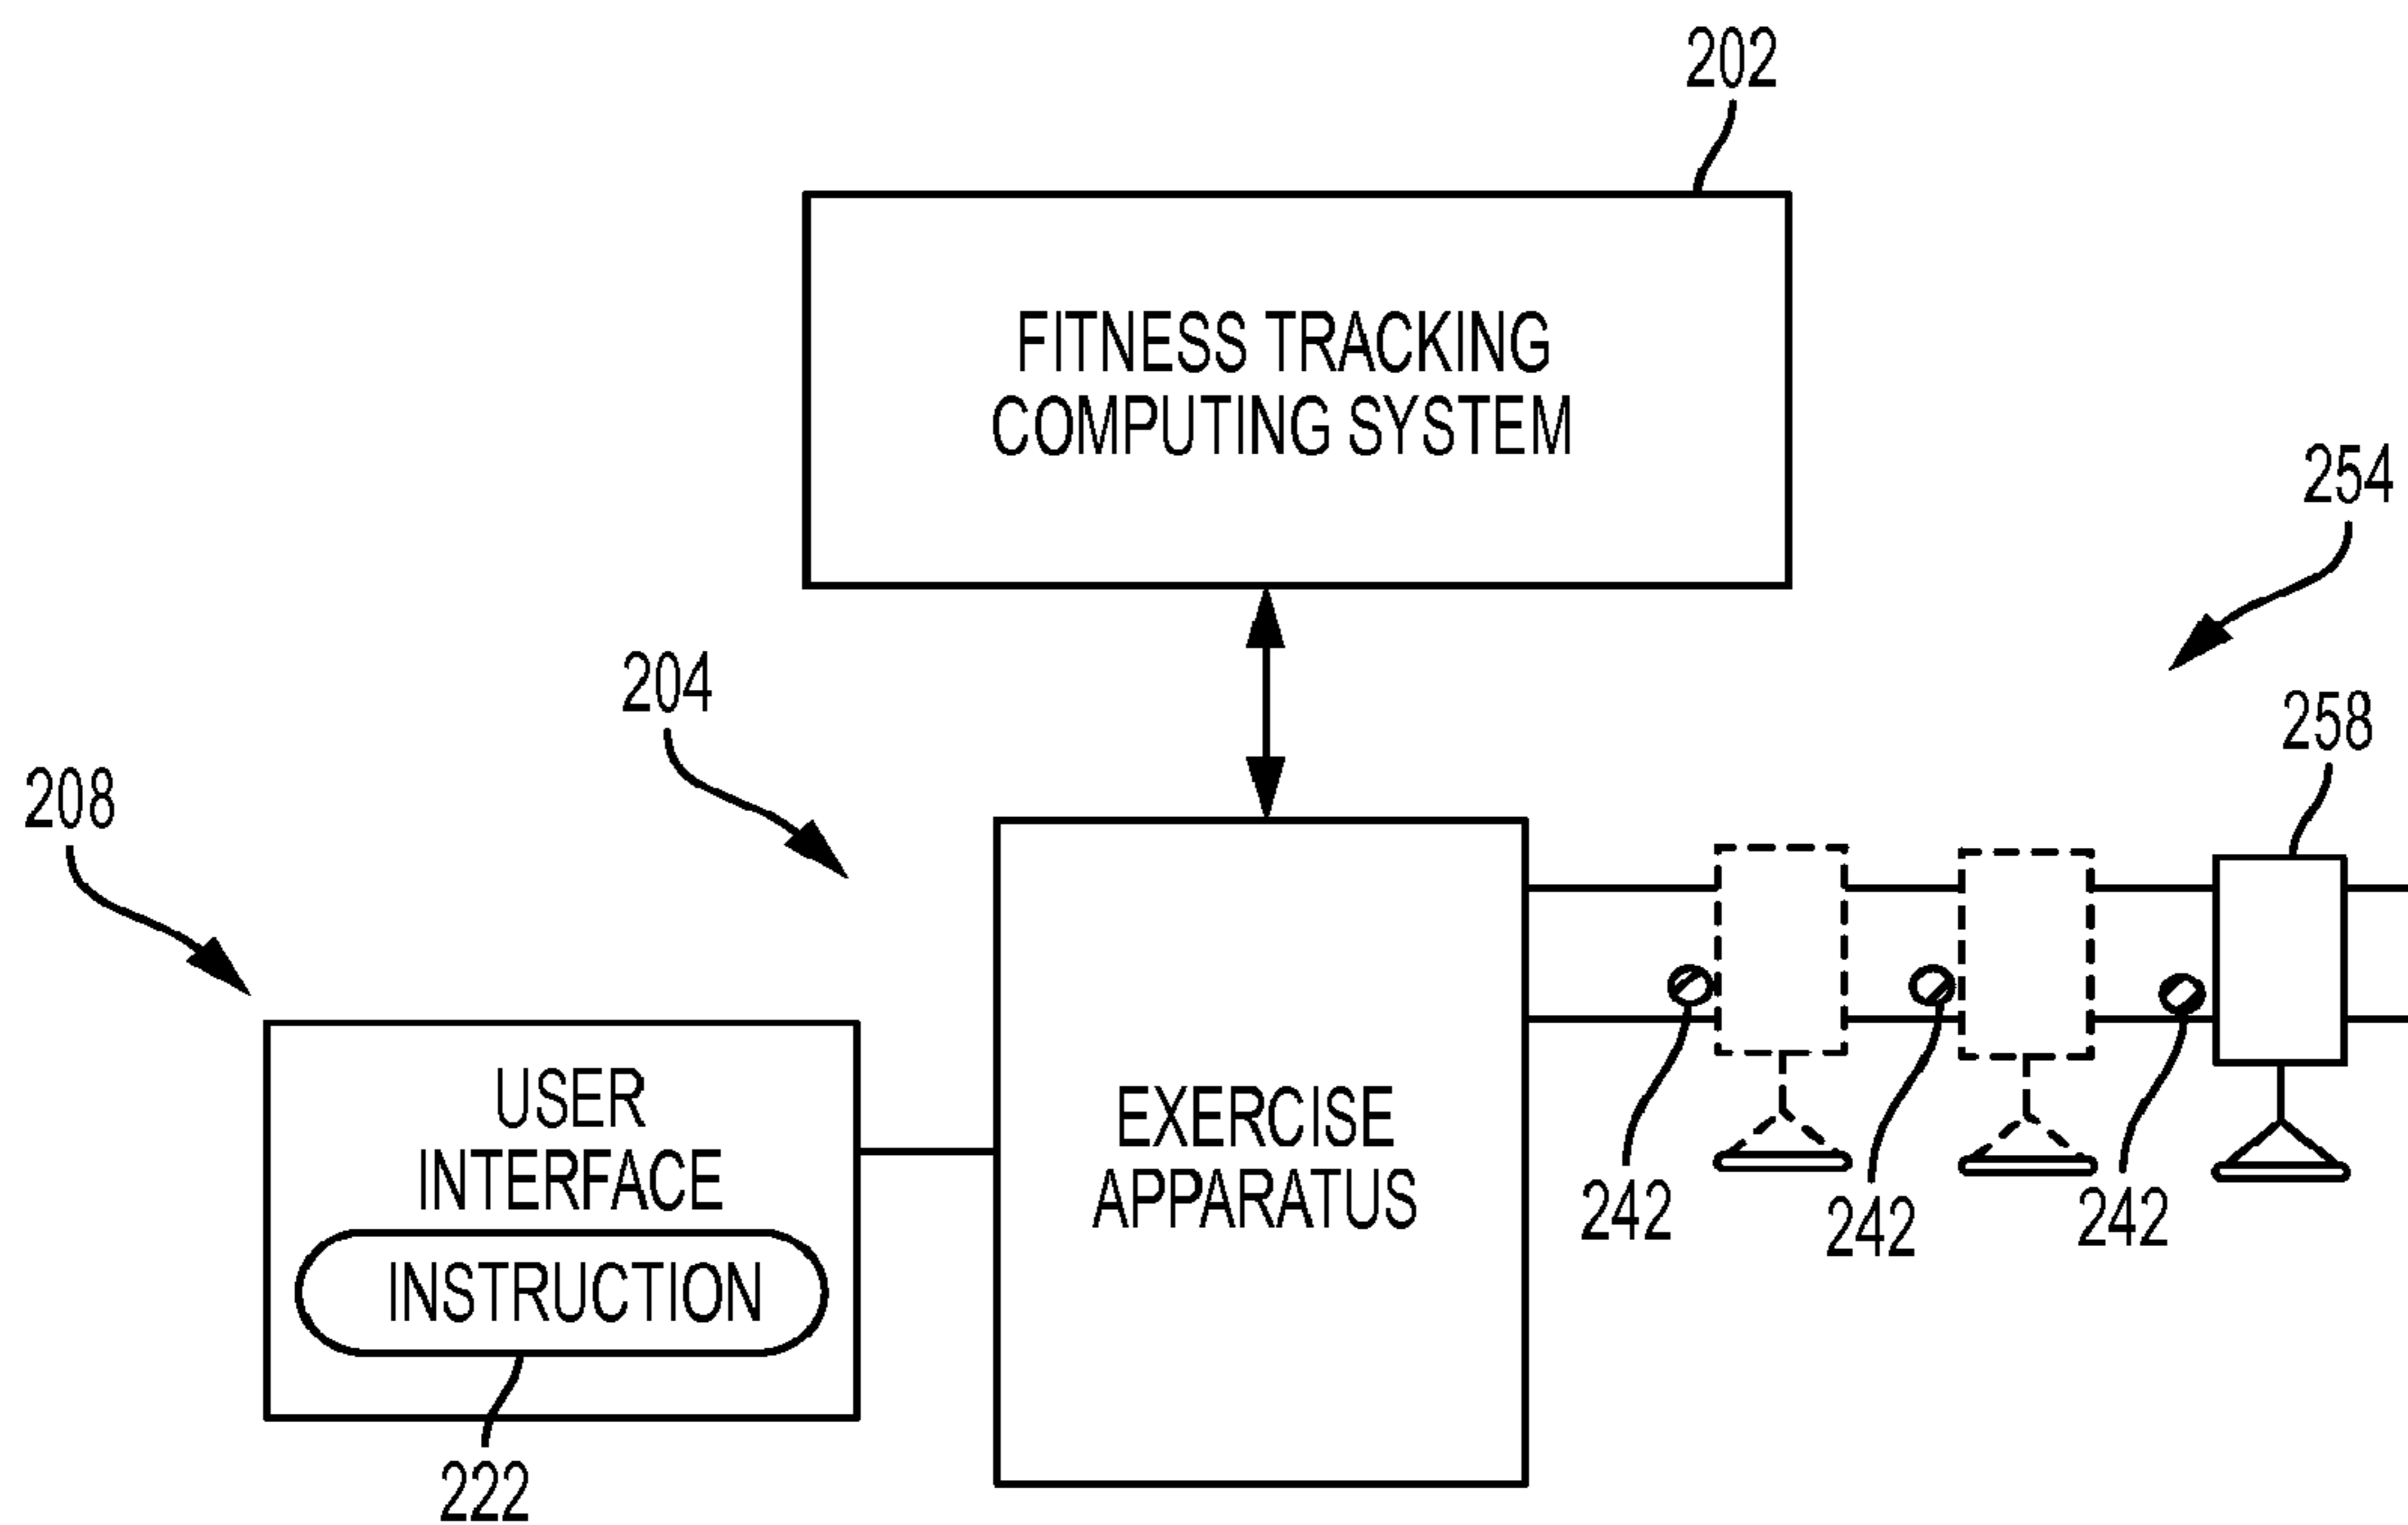 202
FITNESS TRACKING
COMPUTING SYSTEM
254
204
258
208
USER
INTERFACE
INSTRUCTION
EXERCISE
APPARATUS
242
242
242
222